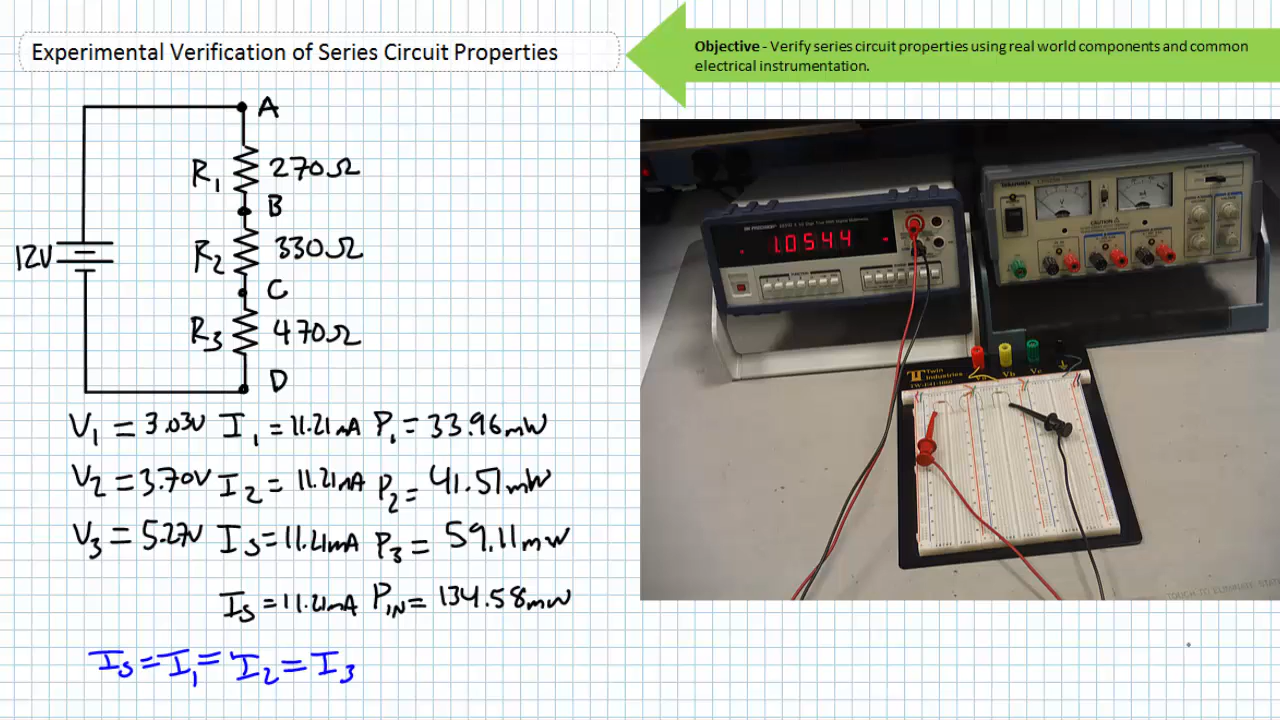 Experimental Verification of Series Circuit Properties
Objective - Verify series circuit properties using real world components and common
electrical instrumentation.
A
R1 270Ω
B
12V
R2 330Ω
C
R3 470Ω
D
V1 = 3.03V I1 = 11.21mA P1 = 33.96mW
V2 = 3.70V I2 = 11.21mA P2 = 41.51mW
V3 = 5.27V I3 = 11.21mA P3 = 59.11mW
IS = 11.21mA PIN = 134.58mW
IS = I1 = I2 = I3
1.0544
CAUTION
Twin
Industries
Va Vb Vc